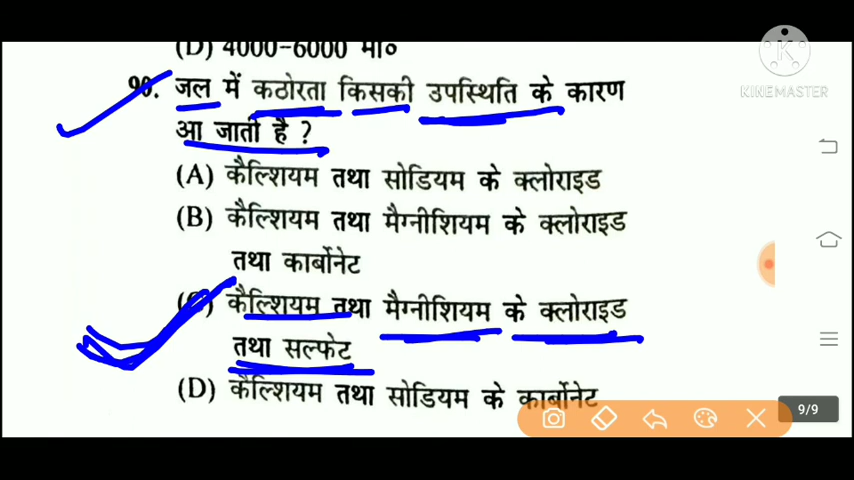 (D) 4000-6000 मी०
KINEMASTER
90. जल में कठोरता किसकी उपस्थिति के कारण
आ जाती है ?
(A) कैल्शियम तथा सोडियम के क्लोराइड
(B) कैल्शियम तथा मैग्नीशियम के क्लोराइड
तथा कार्बोनेट
(C) कैल्शियम तथा मैग्नीशियम के क्लोराइड
तथा सल्फेट
(D) कैल्शियम तथा सोडियम के कार्बोनेट
9/9